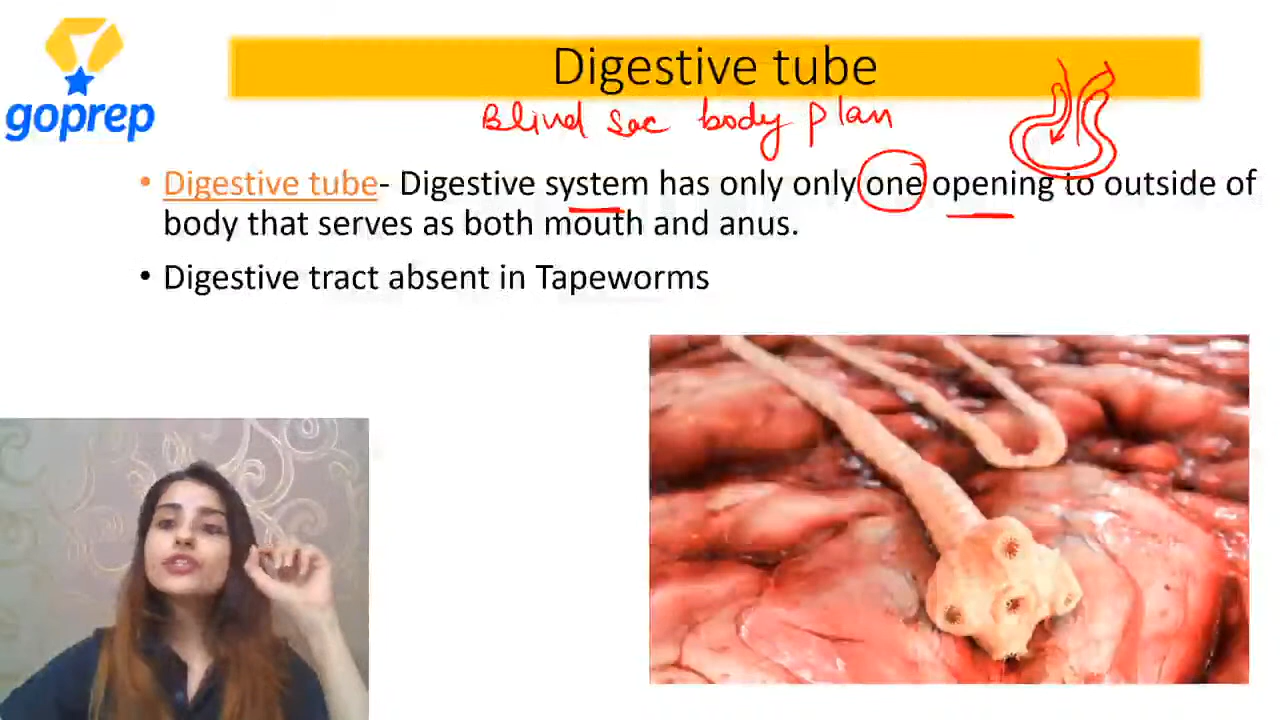 goprep
Digestive tube
Blind sac body plan
• Digestive tube- Digestive system has only only one opening to outside of
body that serves as both mouth and anus.
• Digestive tract absent in Tapeworms